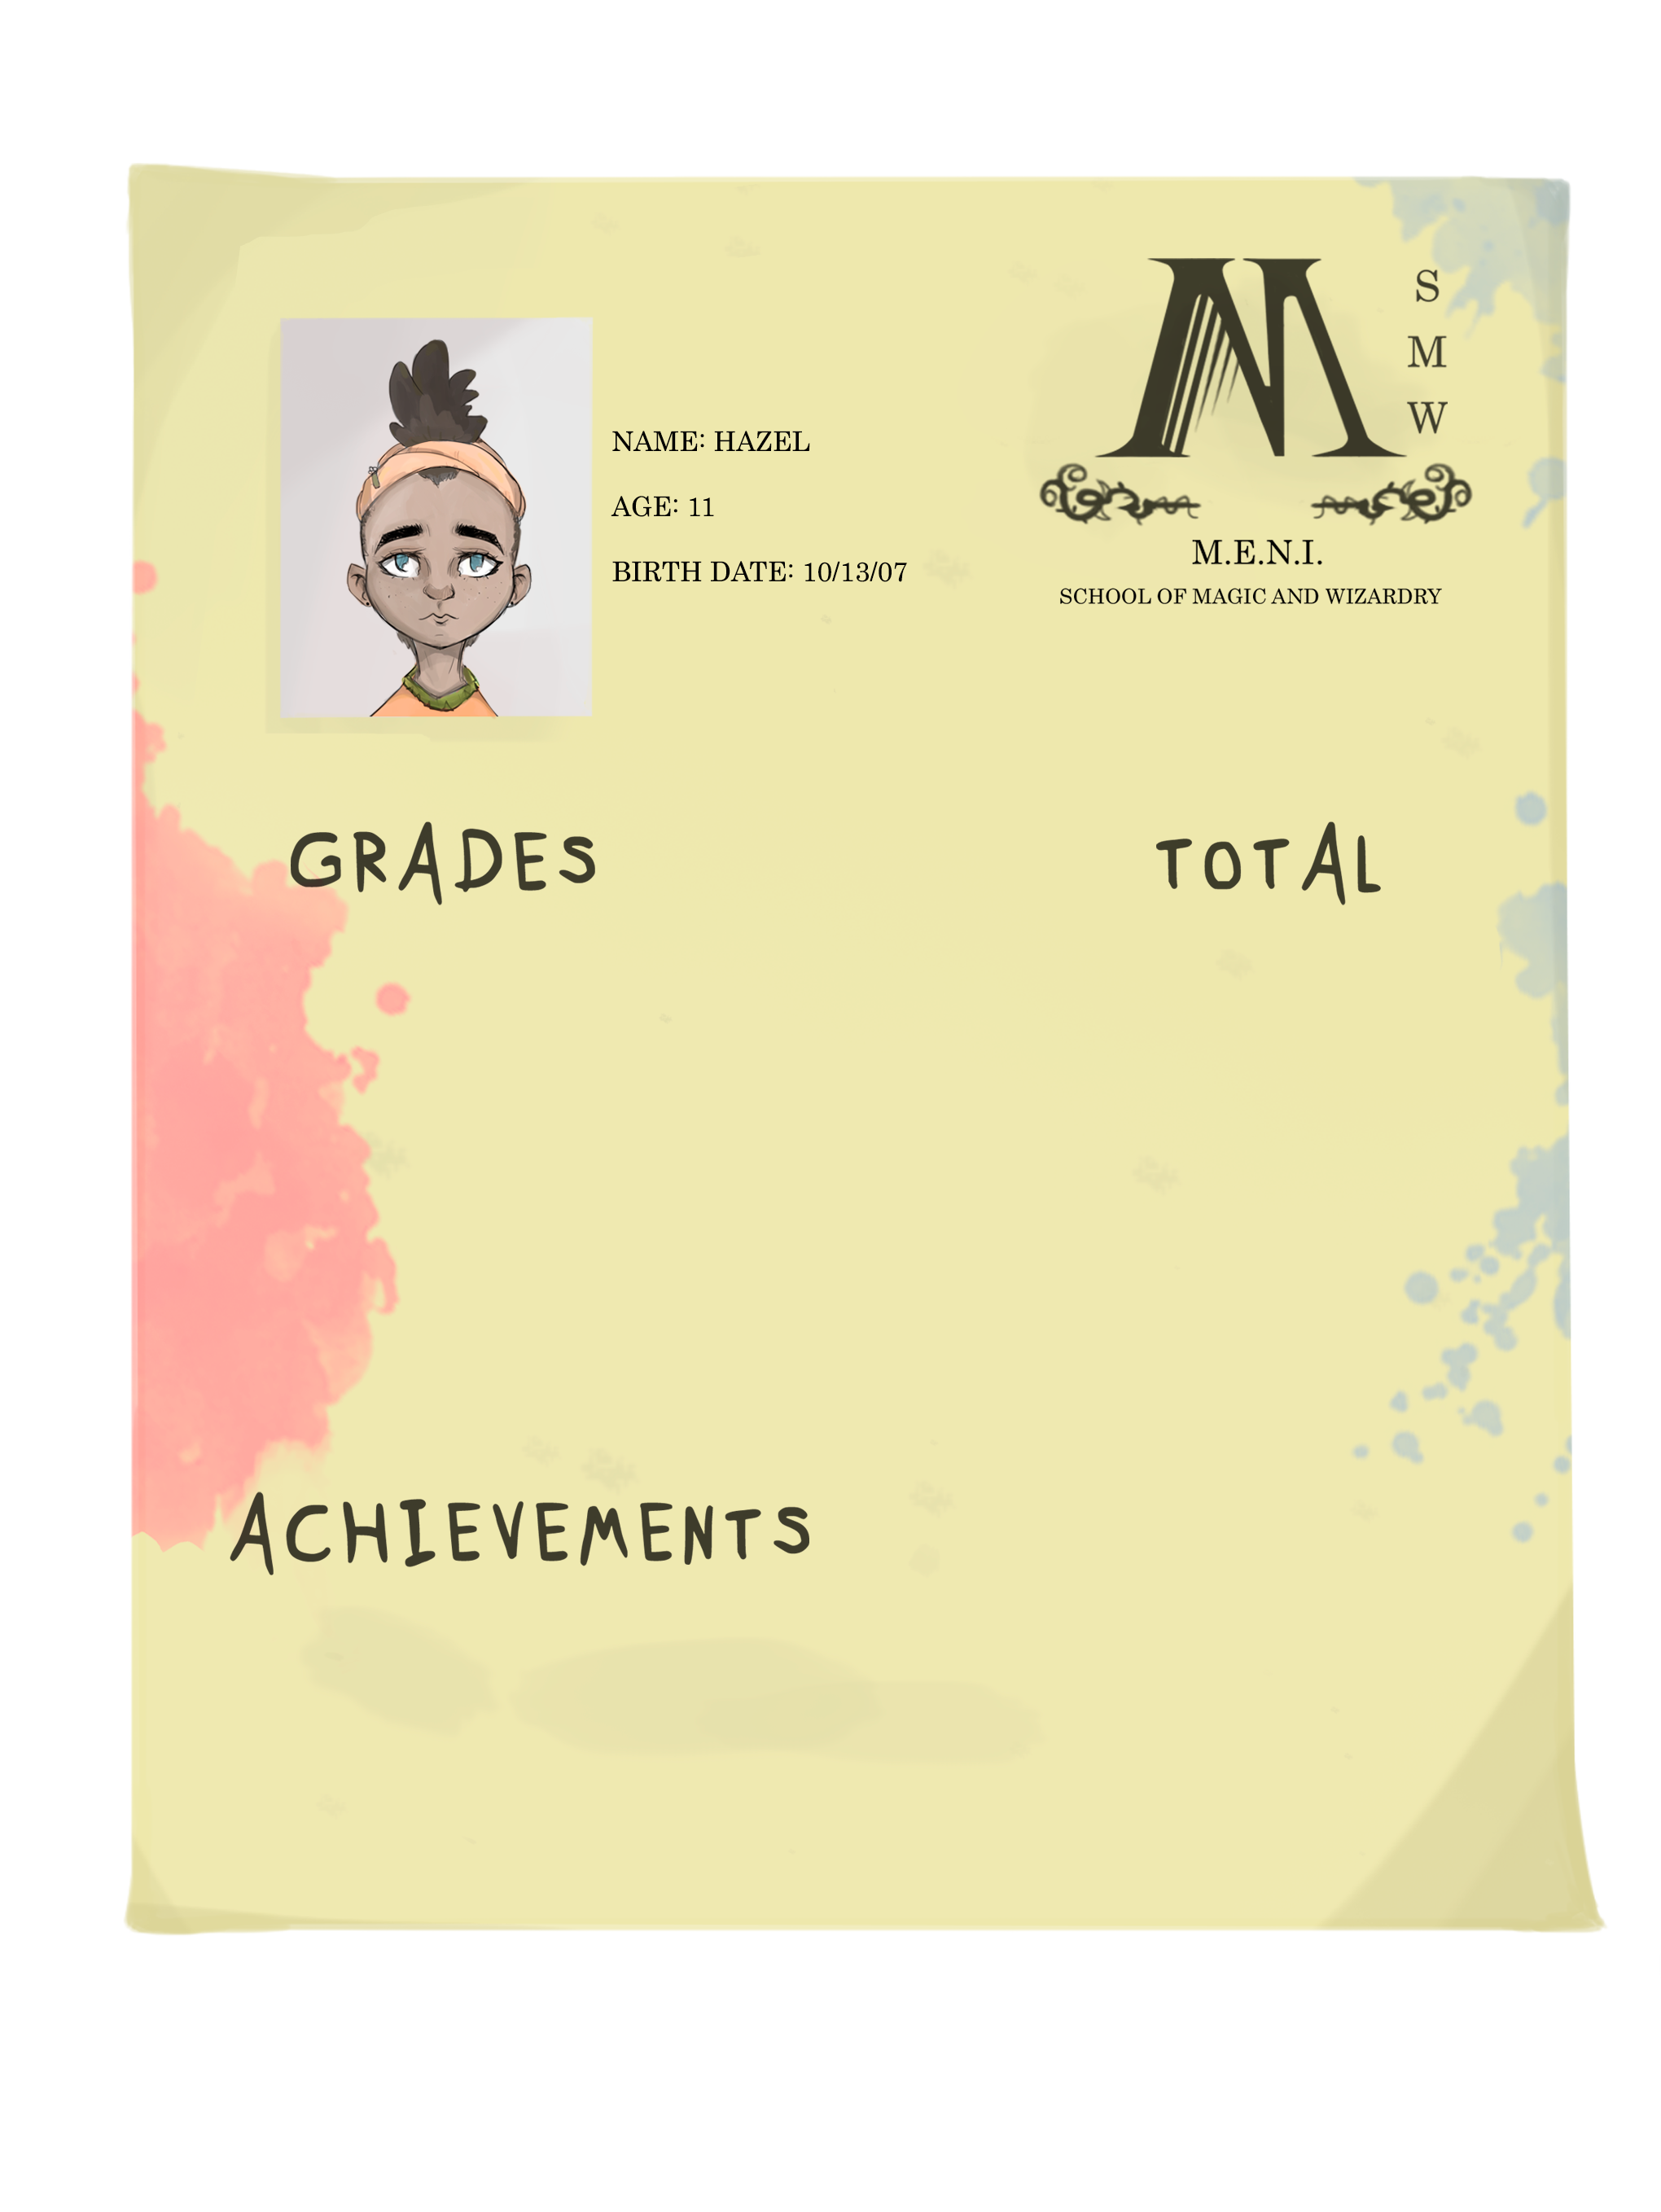 S
M
W
NAME: HAZEL
AGE: 11
BIRTH DATE: 10/13/07
M.E.N.I.
SCHOOL OF MAGIC AND WIZARDRY
GRADES
TOTAL
ACHIEVEMENTS